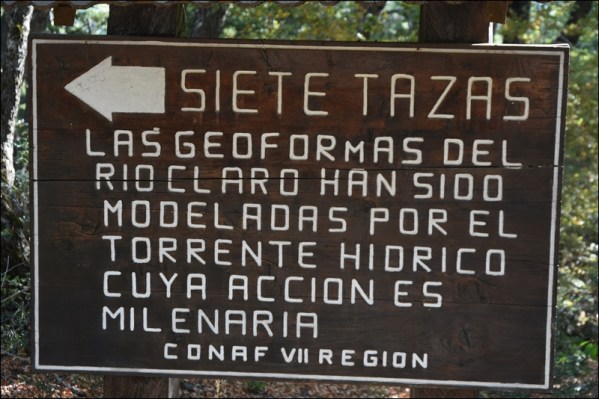 SIETE TAZAS
LAS GEOFORMAS DEL
RIO CLARO HAN SIDO
MODELADAS POR EL
TORRENTE HIDRICO
CUYA ACCION ES
MILENARIA
CONAF VII REGION